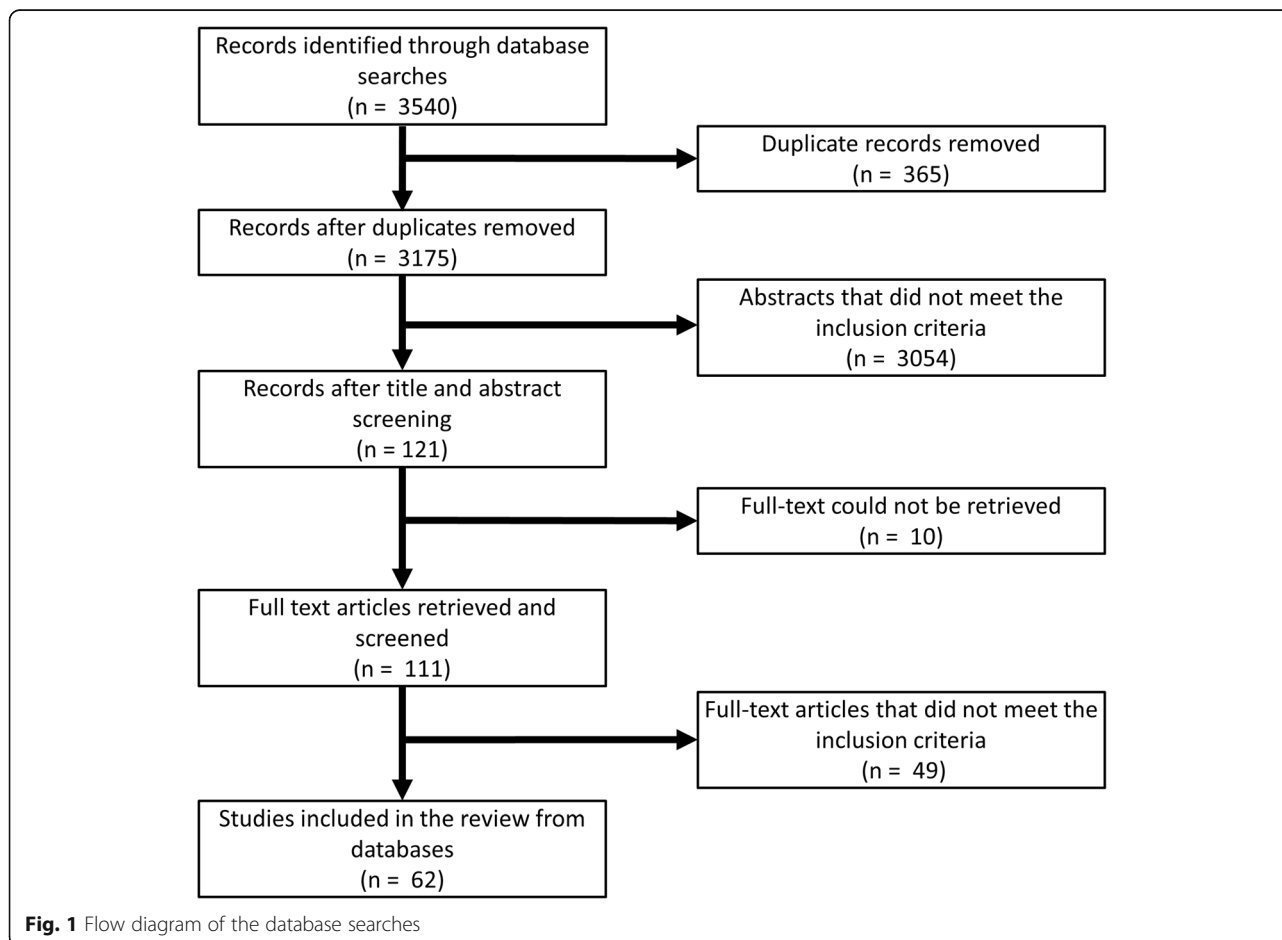 Records identified through database
searches
(n = 3540)
Duplicate records removed
(n = 365)
Records after duplicates removed
(n = 3175)
Abstracts that did not meet the
inclusion criteria
(n = 3054)
Records after title and abstract
screening
(n = 121)
Full-text could not be retrieved
(n = 10)
Full text articles retrieved and
screened
(n = 111)
Full-text articles that did not meet the
inclusion criteria
(n = 49)
Studies included in the review from
databases
(n = 62)
Fig. 1 Flow diagram of the database searches